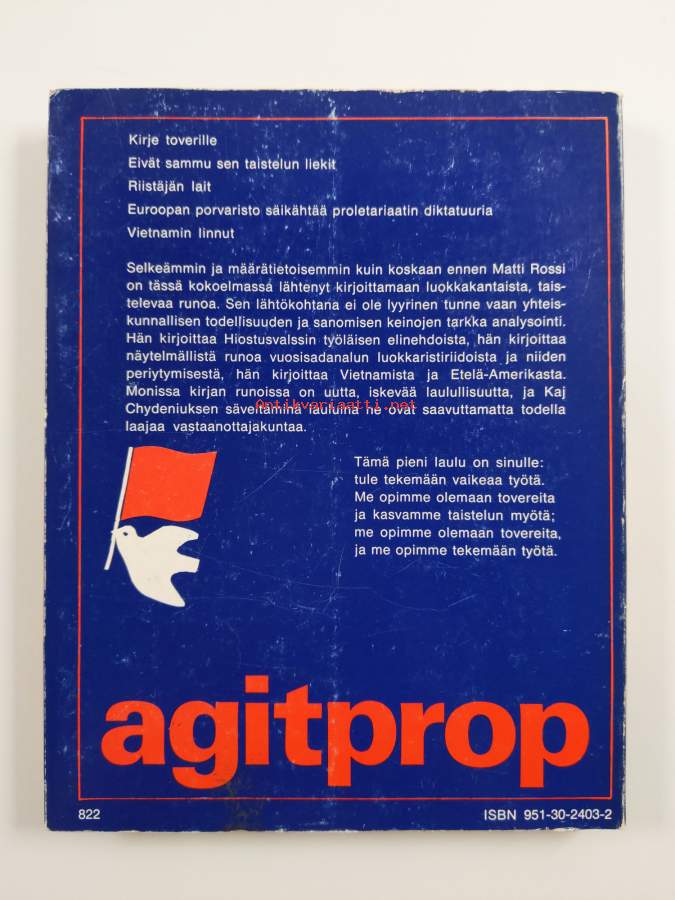 Kirje toverille
Eivät sammu sen taistelun liekit
Riistäjän lait
Euroopan porvaristo säikähtää proletariaatin diktatuuria
Vietnamin linnut
Selkeämmin ja määrätietoisemmin kuin koskaan ennen Matti Rossi
on tässä kokoelmassa lähtenyt kirjoittamaan luokkakantaista, tais-
televaa runoa. Sen lähtökohtana ei ole lyyrinen tunne vaan yhteis-
kunnallisen todellisuuden ja sanomisen keinojen tarkka analysointi.
Hän kirjoittaa Hiostusvalssin työläisen elinehdoista, hän kirjoittaa
näytelmällistä runoa vuosisadanalun luokkaristiriidoista ja niiden
periytymisestä, hän kirjoittaa Vietnamista ja Etelä-Amerikasta.
Monissa kirjan runoissa on uutta, iskevää laulullisuutta, ja Kaj
Chydeniuksen säveltäminä lauluina ne ovat saavuttamatta todella
Antikvariaatti.net
laajaa vastaanottajakuntaa.
Tämä pieni laulu on sinulle:
tule tekemään vaikeaa työtä.
Me opimme olemaan tovereita
ja kasvamme taistelun myötä;
me opimme olemaan tovereita,
ja me opimme tekemään työtä.
agitprop
822
ISBN 951-30-2403-2